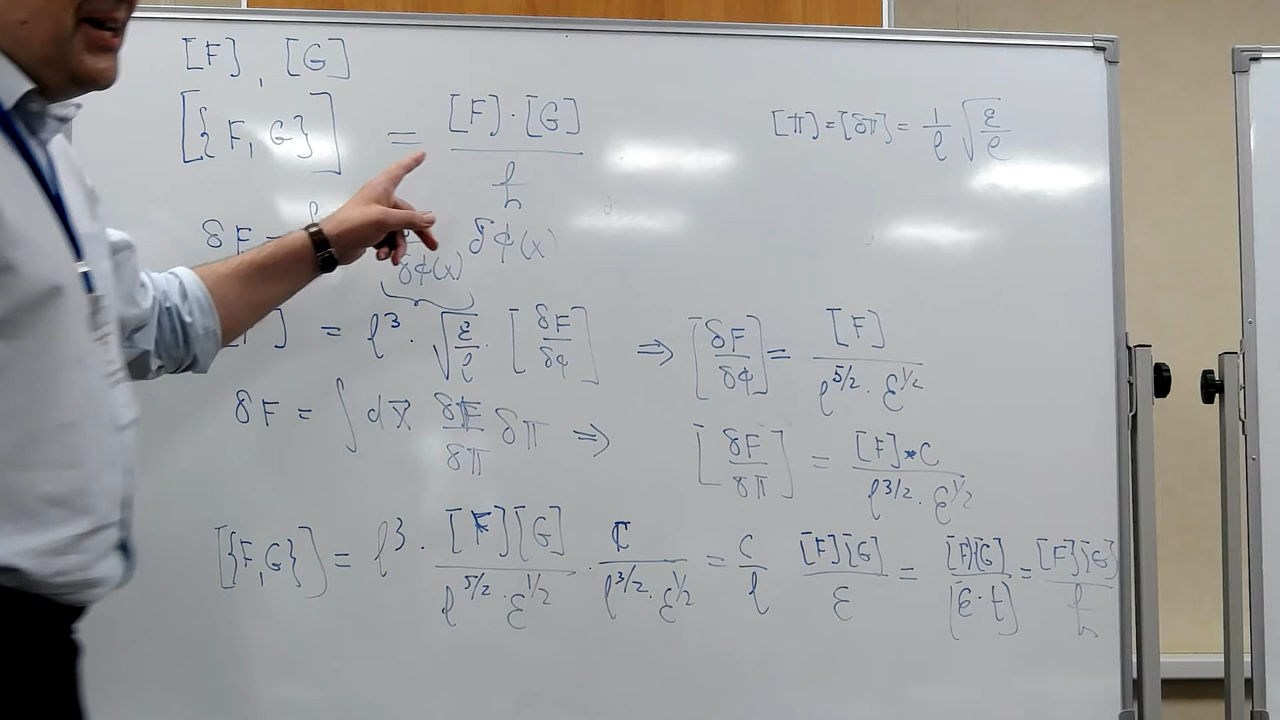 [F], [G]
[{F, G}] = [F]·[G] / ħ
[π] = [δπ] = 1/l √(ε/l)
δF = δφ(x) δφ(x)
] = l³ · √(ε/l) · [δF/δφ] ⇒ [δF/δφ] = [F] / l^{5/2} · ε^{1/2}
δF = ∫ dx⃗ δF/δπ δπ ⇒ [δF/δπ] = [F]*c / l^{3/2} · ε^{1/2}
[{F,G}] = l³ · [F][G] / l^{5/2} · ε^{1/2} · c / l^{3/2} · ε^{1/2} = c/l [F][G]/ε = [F][G]/[ε·t] = [F][G]/ħ